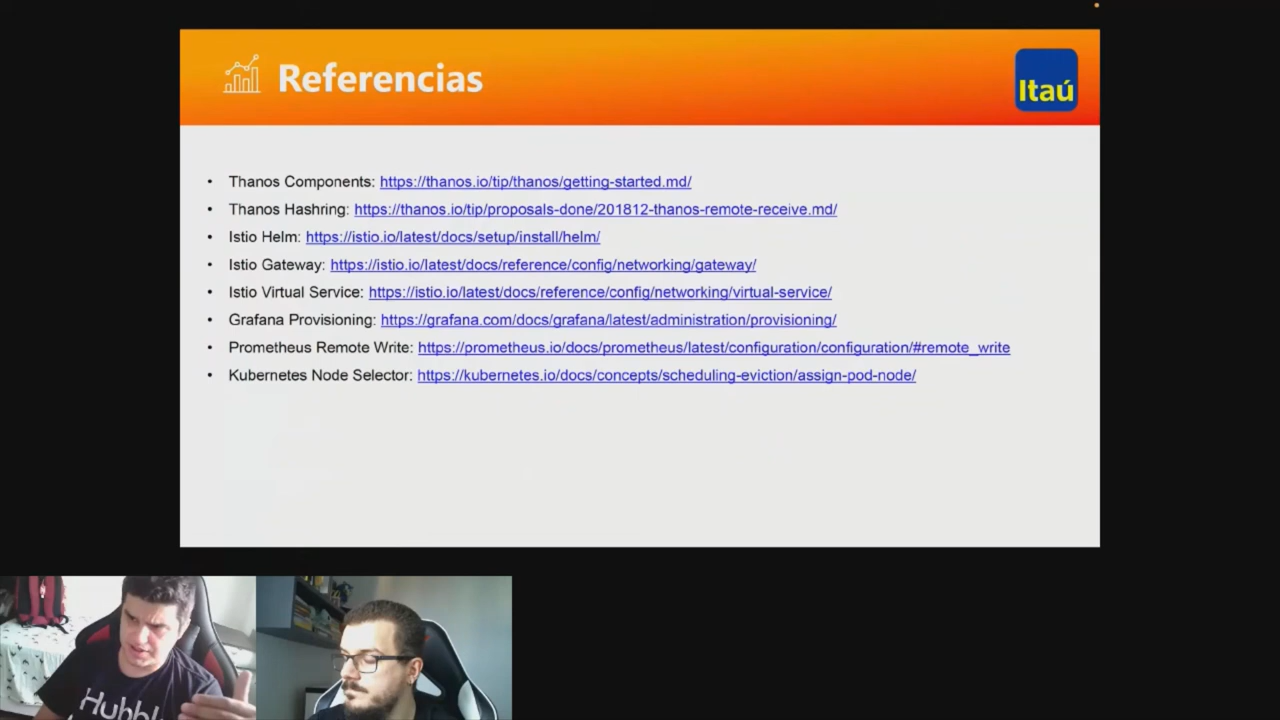 Referencias
Itaú
• Thanos Components: https://thanos.io/tip/thanos/getting-started.md/
• Thanos Hashring: https://thanos.io/tip/proposals-done/201812-thanos-remote-receive.md/
• Istio Helm: https://istio.io/latest/docs/setup/install/helm/
• Istio Gateway: https://istio.io/latest/docs/reference/config/networking/gateway/
• Istio Virtual Service: https://istio.io/latest/docs/reference/config/networking/virtual-service/
• Grafana Provisioning: https://grafana.com/docs/grafana/latest/administration/provisioning/
• Prometheus Remote Write: https://prometheus.io/docs/prometheus/latest/configuration/configuration/#remote_write
• Kubernetes Node Selector: https://kubernetes.io/docs/concepts/scheduling-eviction/assign-pod-node/